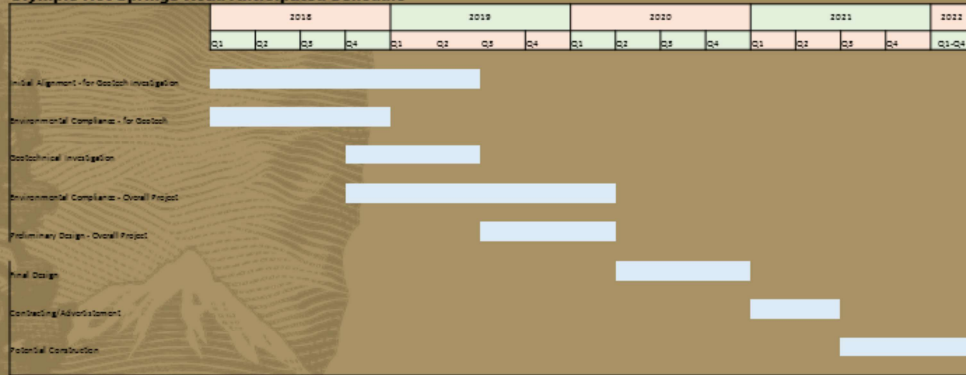 2018 2019 2020 2021 2022
Q1 Q2 Q3 Q4 Q1 Q2 Q3 Q4 Q1 Q2 Q3 Q4 Q1 Q2 Q3 Q4 Q1-Q4
Initial Alignment - for Geotech Investigation
Environmental Compliance - for Geotech
Geotechnical Investigation
Environmental Compliance - Overall Project
Preliminary Design - Overall Project
Final Design
Contracting/Advertisement
Potential Construction